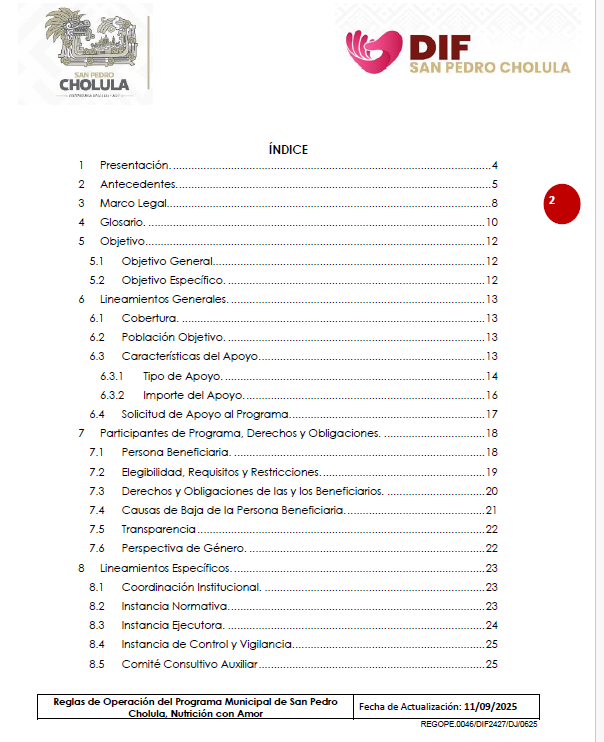 SAN PEDRO
CHOLULA
DIF
SAN PEDRO CHOLULA
ÍNDICE
1 Presentación. 4
2 Antecedentes. 5
3 Marco Legal. 8
4 Glosario. 10
5 Objetivo. 12
5.1 Objetivo General. 12
5.2 Objetivo Específico. 12
6 Lineamientos Generales. 13
6.1 Cobertura. 13
6.2 Población Objetivo. 13
6.3 Características del Apoyo. 13
6.3.1 Tipo de Apoyo. 14
6.3.2 Importe del Apoyo. 16
6.4 Solicitud de Apoyo al Programa. 17
7 Participantes de Programa, Derechos y Obligaciones. 18
7.1 Persona Beneficiaria. 18
7.2 Elegibilidad, Requisitos y Restricciones. 19
7.3 Derechos y Obligaciones de las y los Beneficiarios. 20
7.4 Causas de Baja de la Persona Beneficiaria. 21
7.5 Transparencia 22
7.6 Perspectiva de Género. 22
8 Lineamientos Específicos. 23
8.1 Coordinación Institucional. 23
8.2 Instancia Normativa. 23
8.3 Instancia Ejecutora. 24
8.4 Instancia de Control y Vigilancia. 25
8.5 Comité Consultivo Auxiliar 25
2
Reglas de Operación del Programa Municipal de San Pedro
Cholula, Nutrición con Amor
Fecha de Actualización: 11/09/2025
REGOPE.0046/DIF2427/DJ/0625